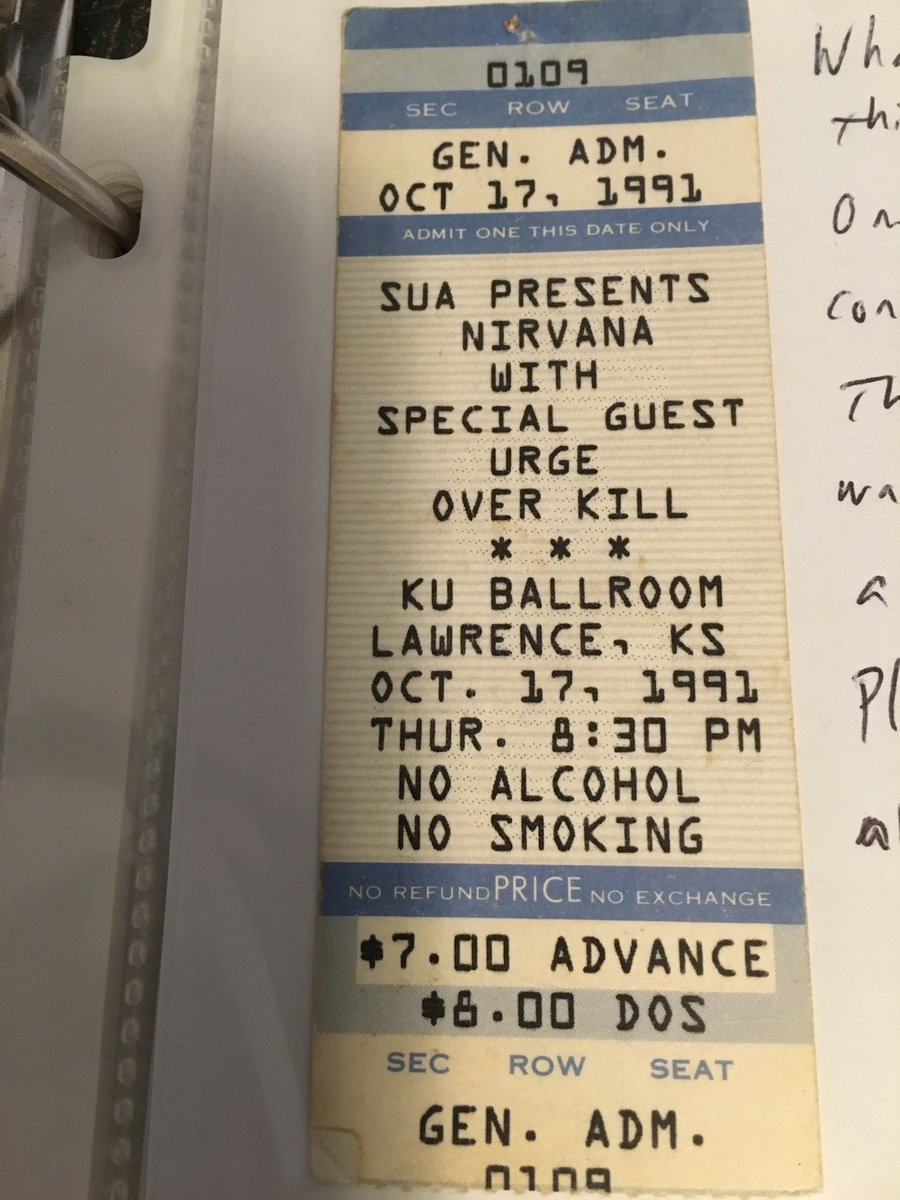 0109
SEC ROW SEAT
GEN. ADM.
OCT 17, 1991
ADMIT ONE THIS DATE ONLY
SUA PRESENTS
NIRVANA
WITH
SPECIAL GUEST
URGE
OVER KILL
* * *
KU BALLROOM
LAWRENCE, KS
OCT. 17, 1991
THUR. 8:30 PM
NO ALCOHOL
NO SMOKING
NO REFUND PRICE NO EXCHANGE
$7.00 ADVANCE
$8.00 DOS
SEC ROW SEAT
GEN. ADM.
0109
a